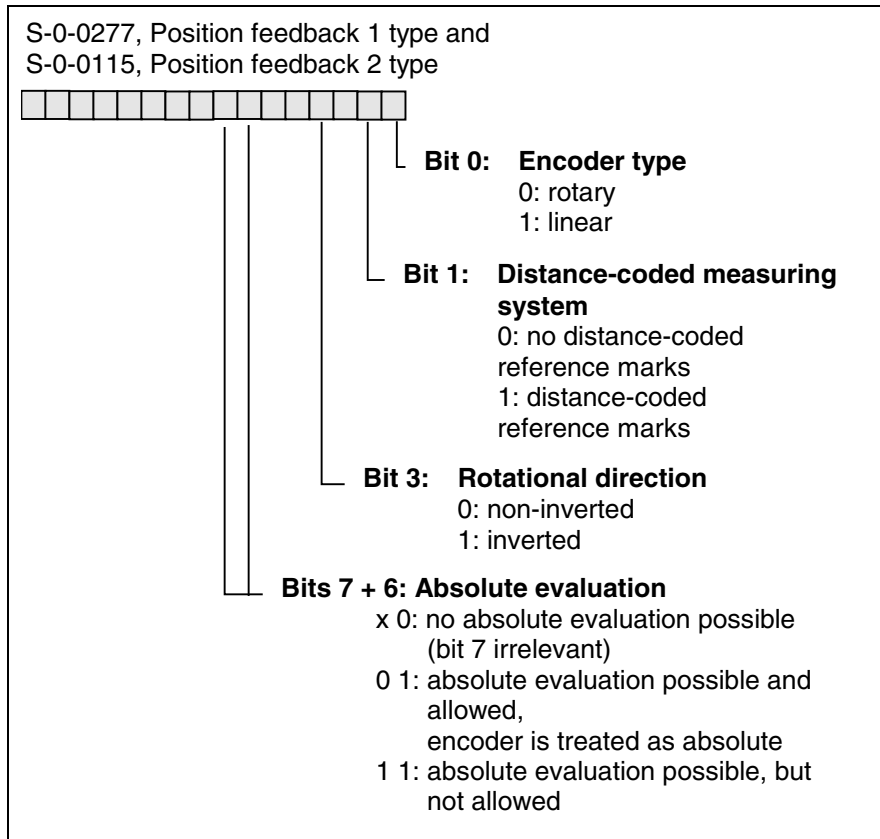 S-0-0277, Position feedback 1 type and
S-0-0115, Position feedback 2 type
Bit 0: Encoder type
0: rotary
1: linear
Bit 1: Distance-coded measuring
system
0: no distance-coded
reference marks
1: distance-coded
reference marks
Bit 3: Rotational direction
0: non-inverted
1: inverted
Bits 7 + 6: Absolute evaluation
x 0: no absolute evaluation possible
(bit 7 irrelevant)
0 1: absolute evaluation possible and
allowed,
encoder is treated as absolute
1 1: absolute evaluation possible, but
not allowed